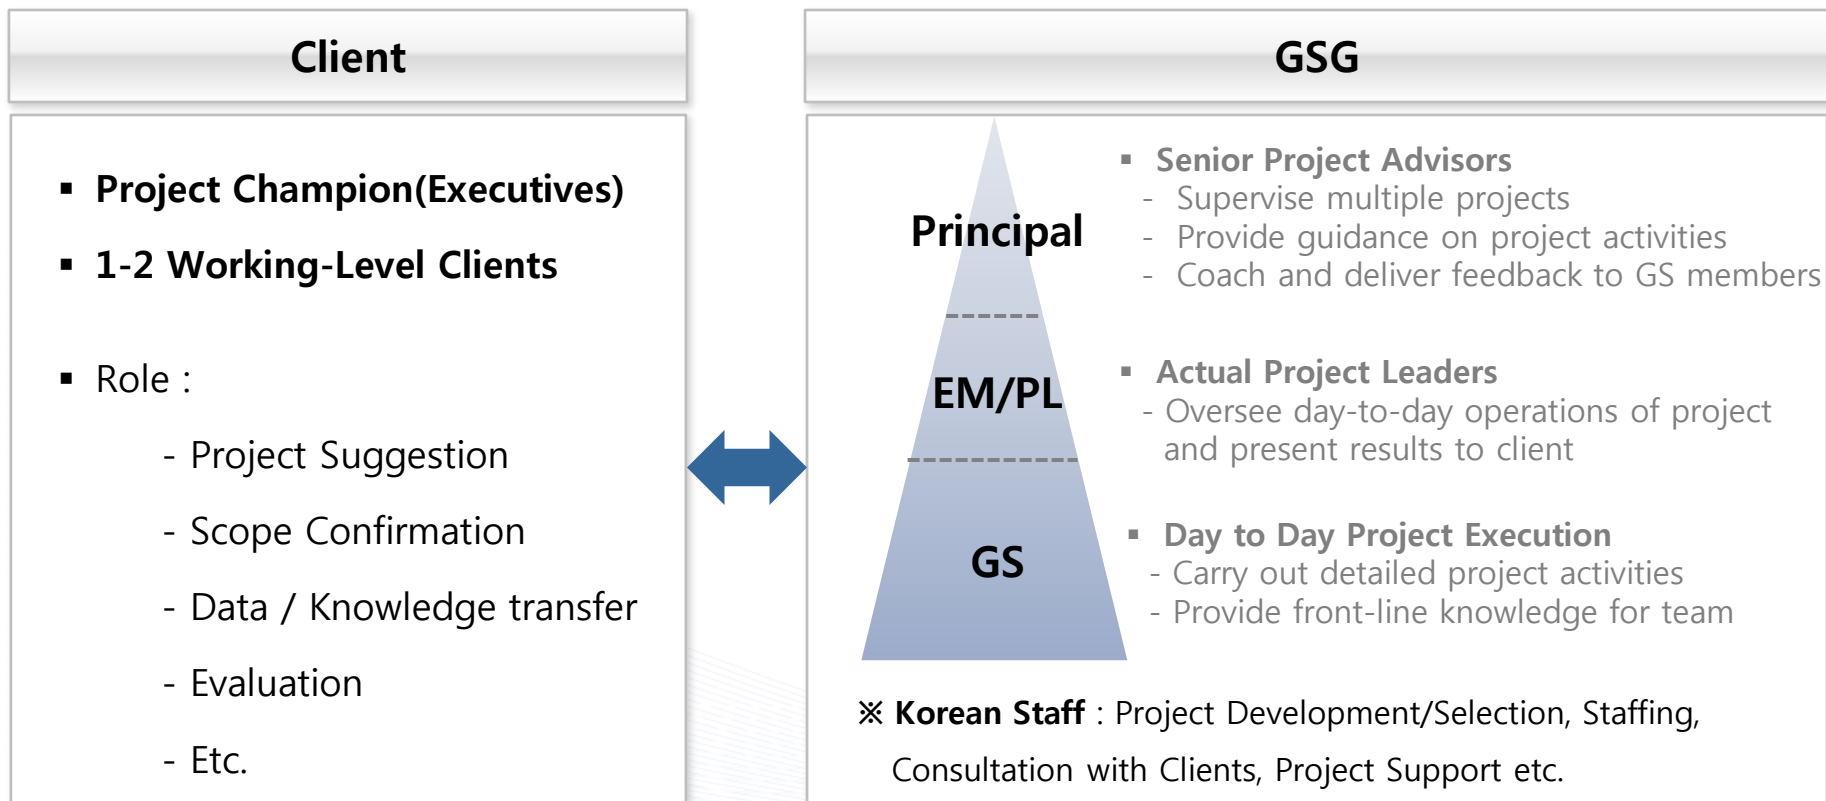 Client
▪ Project Champion(Executives)
▪ 1-2 Working-Level Clients
▪ Role :
- Project Suggestion
- Scope Confirmation
- Data / Knowledge transfer
- Evaluation
- Etc.
GSG
Principal
▪ Senior Project Advisors
- Supervise multiple projects
- Provide guidance on project activities
- Coach and deliver feedback to GS members
EM/PL
▪ Actual Project Leaders
- Oversee day-to-day operations of project
and present results to client
GS
▪ Day to Day Project Execution
- Carry out detailed project activities
- Provide front-line knowledge for team
※ Korean Staff : Project Development/Selection, Staffing,
Consultation with Clients, Project Support etc.